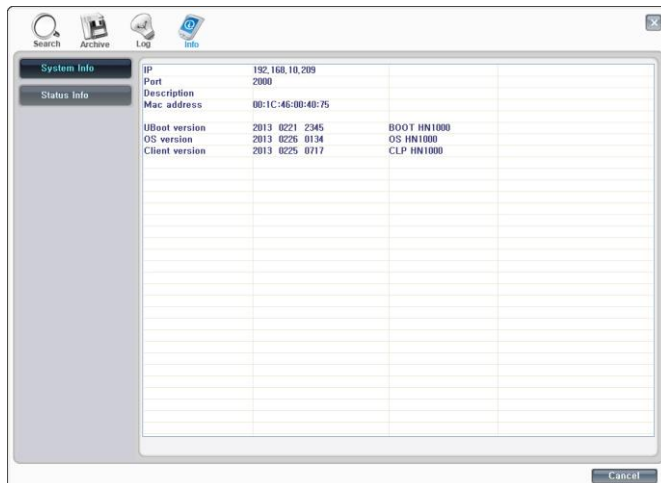 Search Archive Log Info
System Info
Status Info
IP 192,168,10,209
Port 2000
Description
Mac address 00:1C:46:00:40:75
UBoot version 2013 0221 2345 BOOT HN1000
OS version 2013 0226 0134 OS HN1000
Client version 2013 0225 0717 CLP HN1000
Cancel